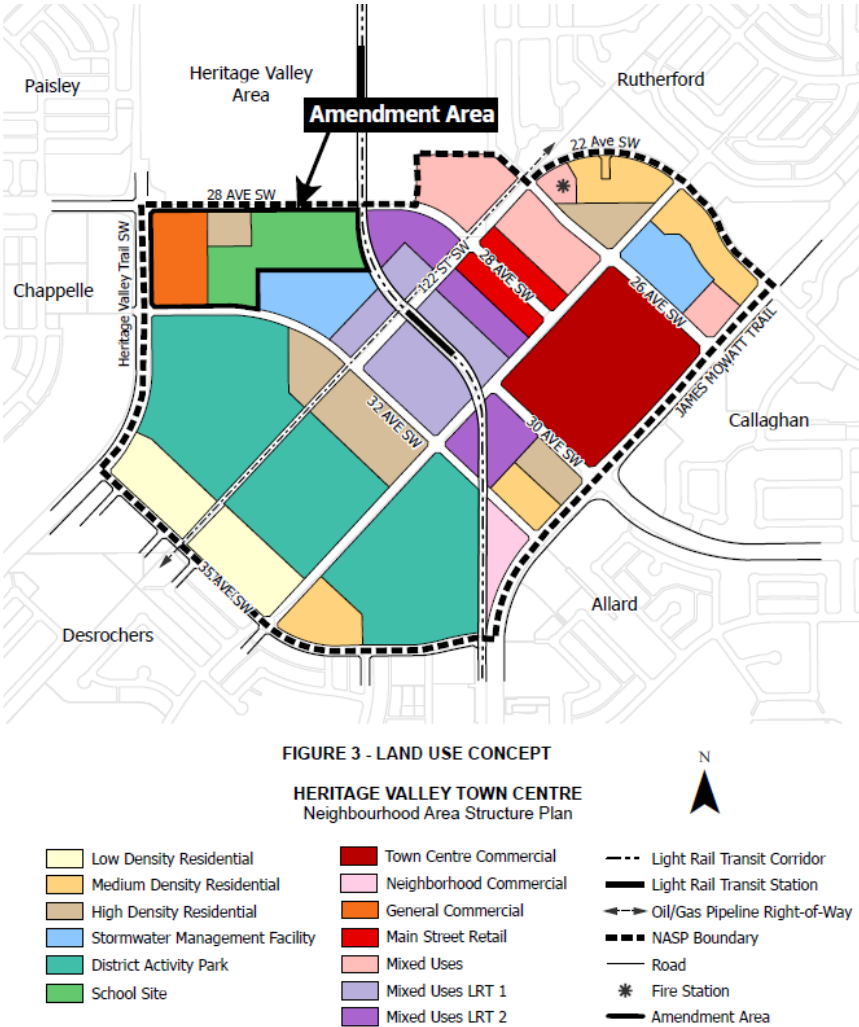 Paisley
Heritage Valley
Area
Rutherford
Amendment Area
22 Ave SW
28 AVE SW
Heritage Valley Trail SW
Chappelle
122 ST SW
28 AVE SW
26 AVE SW
JAMES MOWATT TRAIL
Callaghan
32 AVE SW
30 AVE SW
35 AVE SW
Allard
Desrochers
FIGURE 3 - LAND USE CONCEPT
N
HERITAGE VALLEY TOWN CENTRE
Neighbourhood Area Structure Plan
Low Density Residential
Medium Density Residential
High Density Residential
Stormwater Management Facility
District Activity Park
School Site
Town Centre Commercial
Neighborhood Commercial
General Commercial
Main Street Retail
Mixed Uses
Mixed Uses LRT 1
Mixed Uses LRT 2
Light Rail Transit Corridor
Light Rail Transit Station
Oil/Gas Pipeline Right-of-Way
NASP Boundary
Road
Fire Station
Amendment Area